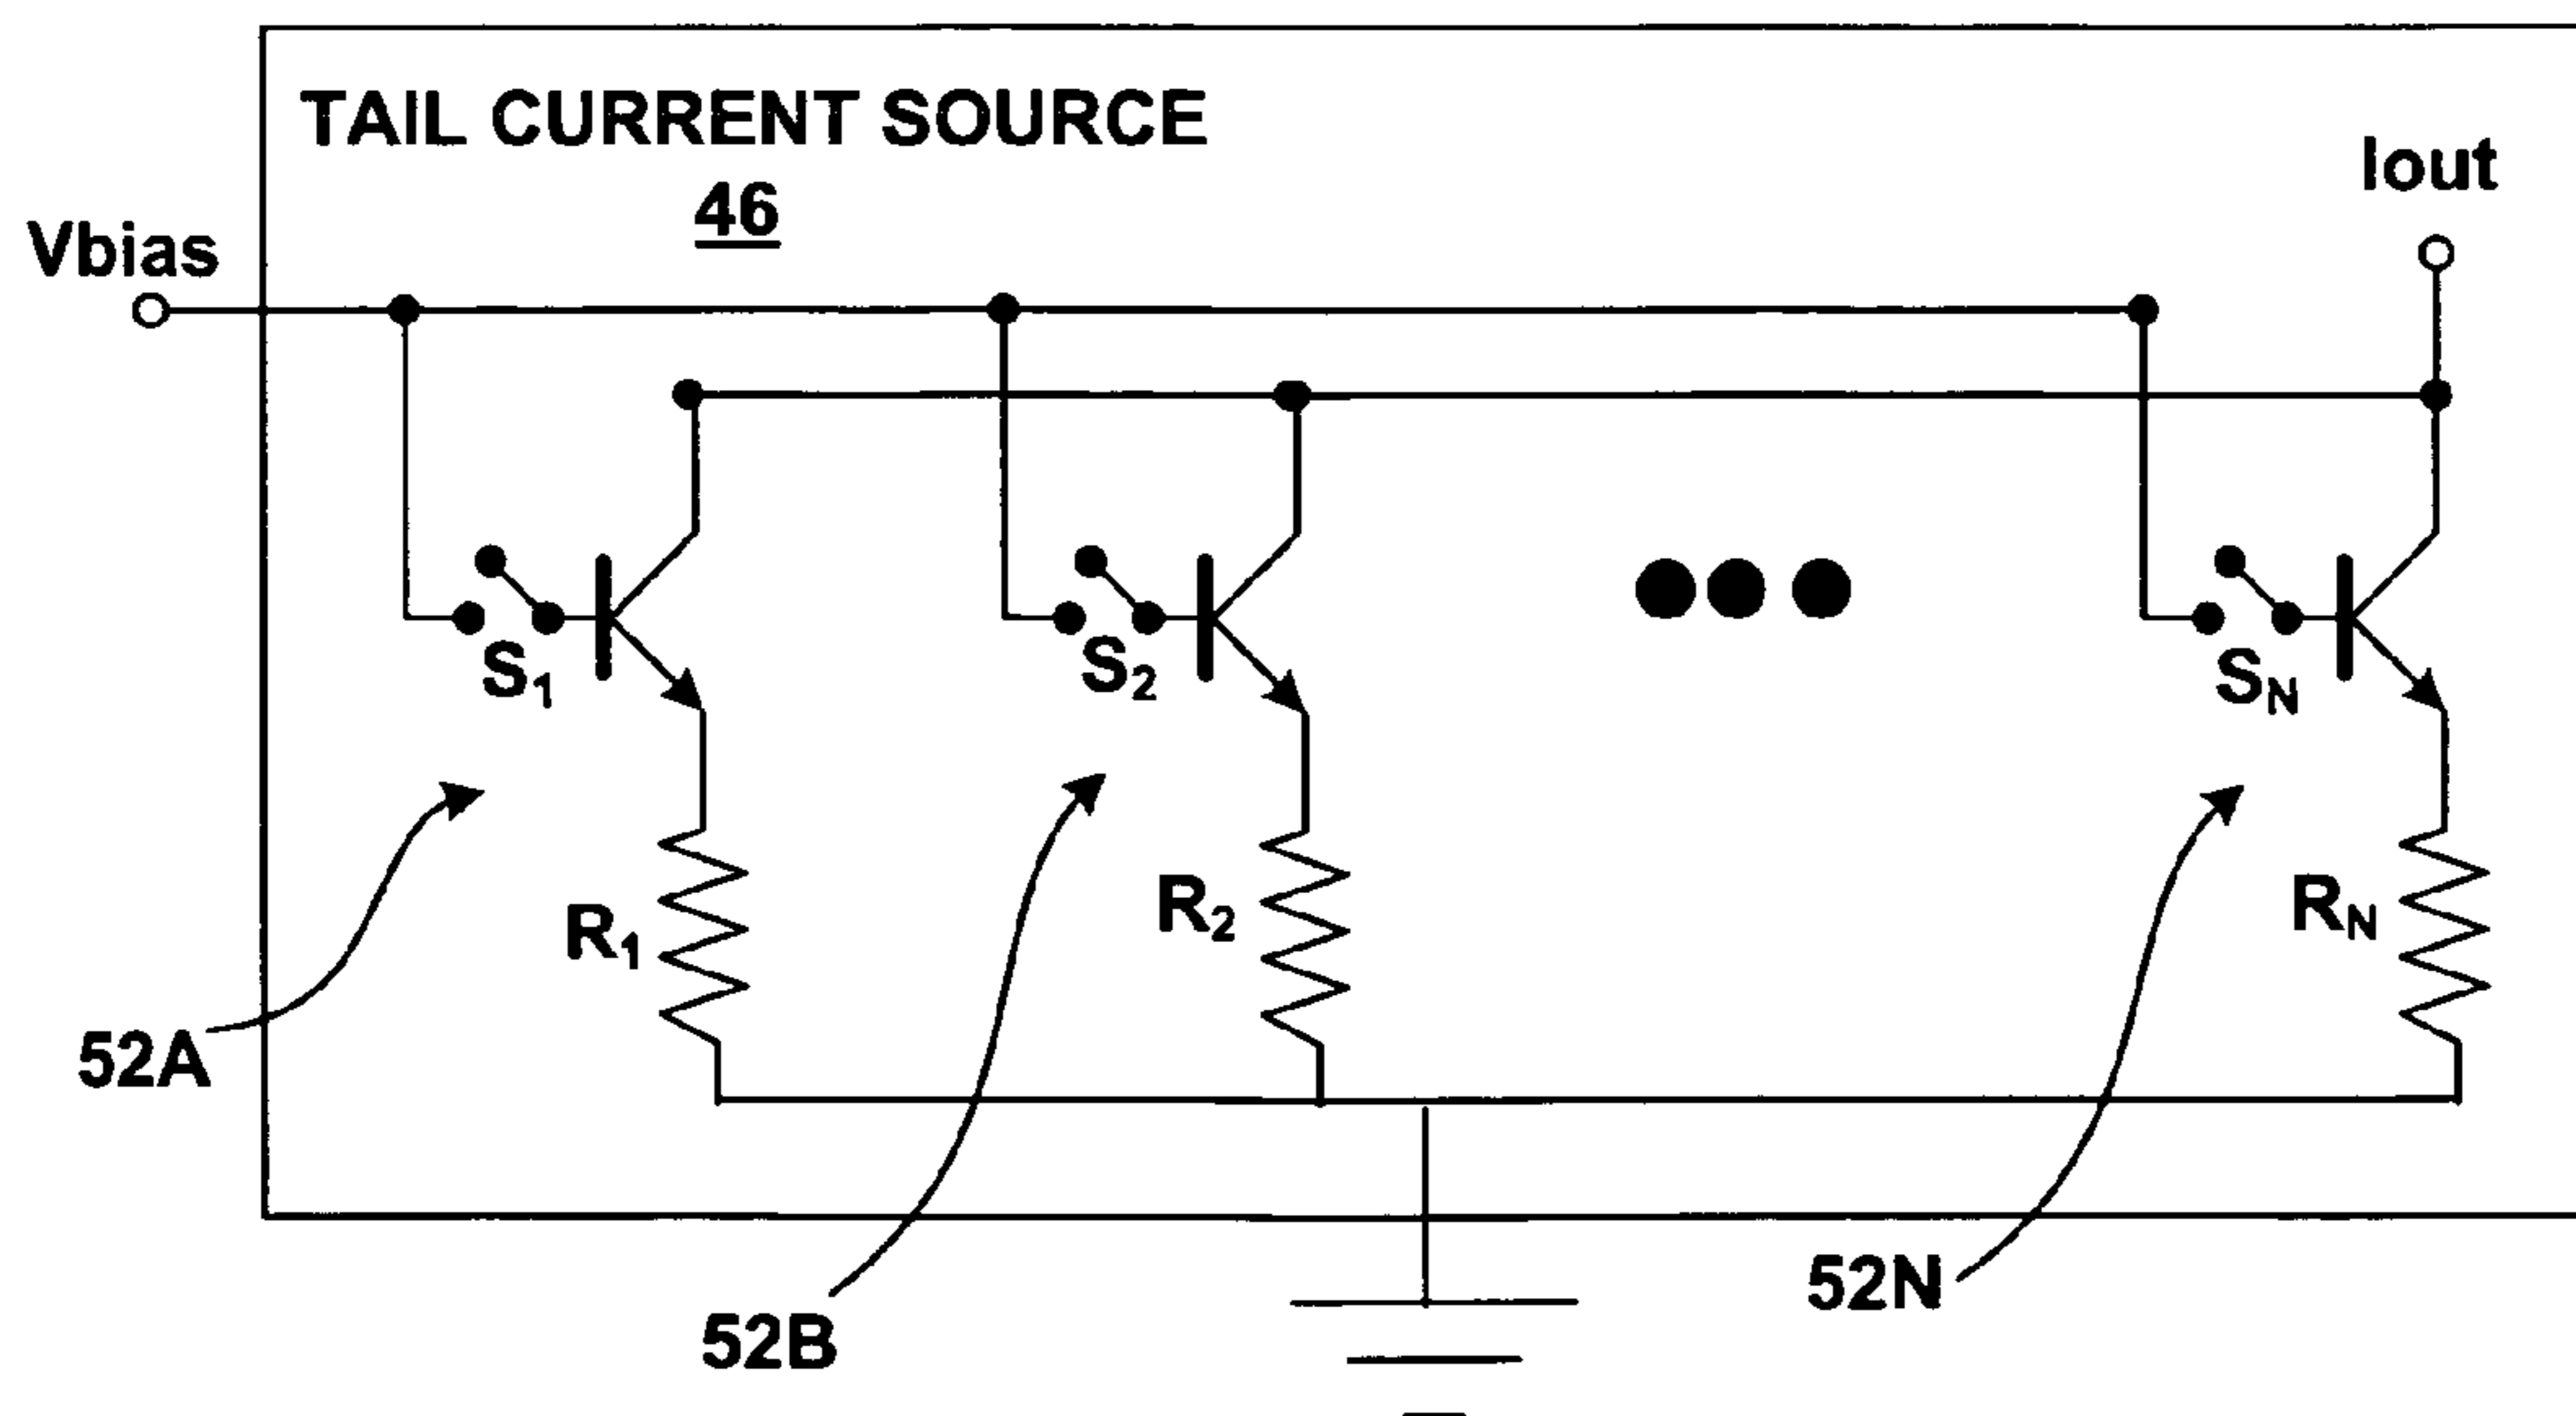 TAIL CURRENT SOURCE
46
Iout
Vbias
S1
S2
SN
R1
R2
RN
52A
52B
52N